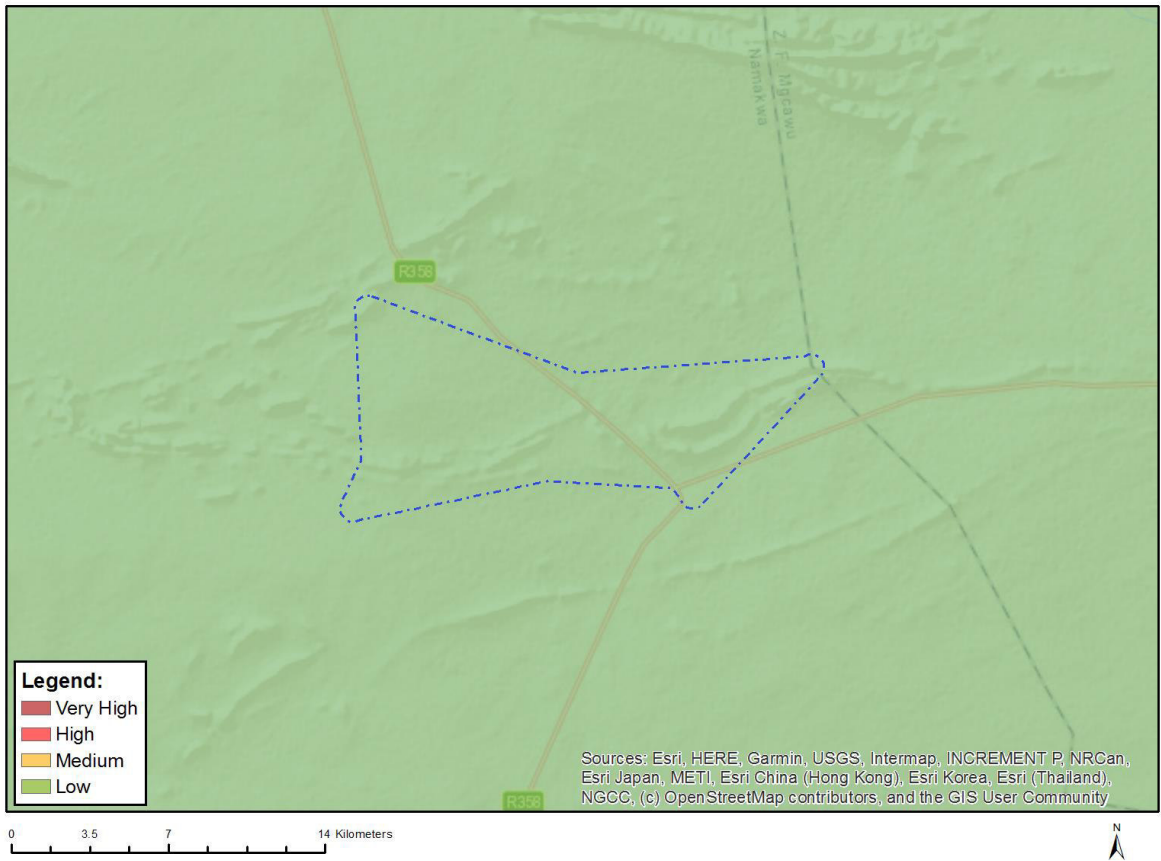 Z F Mgcawu
Namakwa
R358
Legend:
Very High
High
Medium
Low
Sources: Esri, HERE, Garmin, USGS, Intermap, INCREMENT P, NRCan,
Esri Japan, METI, Esri China (Hong Kong), Esri Korea, Esri (Thailand),
NGCC, (c) OpenStreetMap contributors, and the GIS User Community
R358
0 3.5 7 14 Kilometers
N